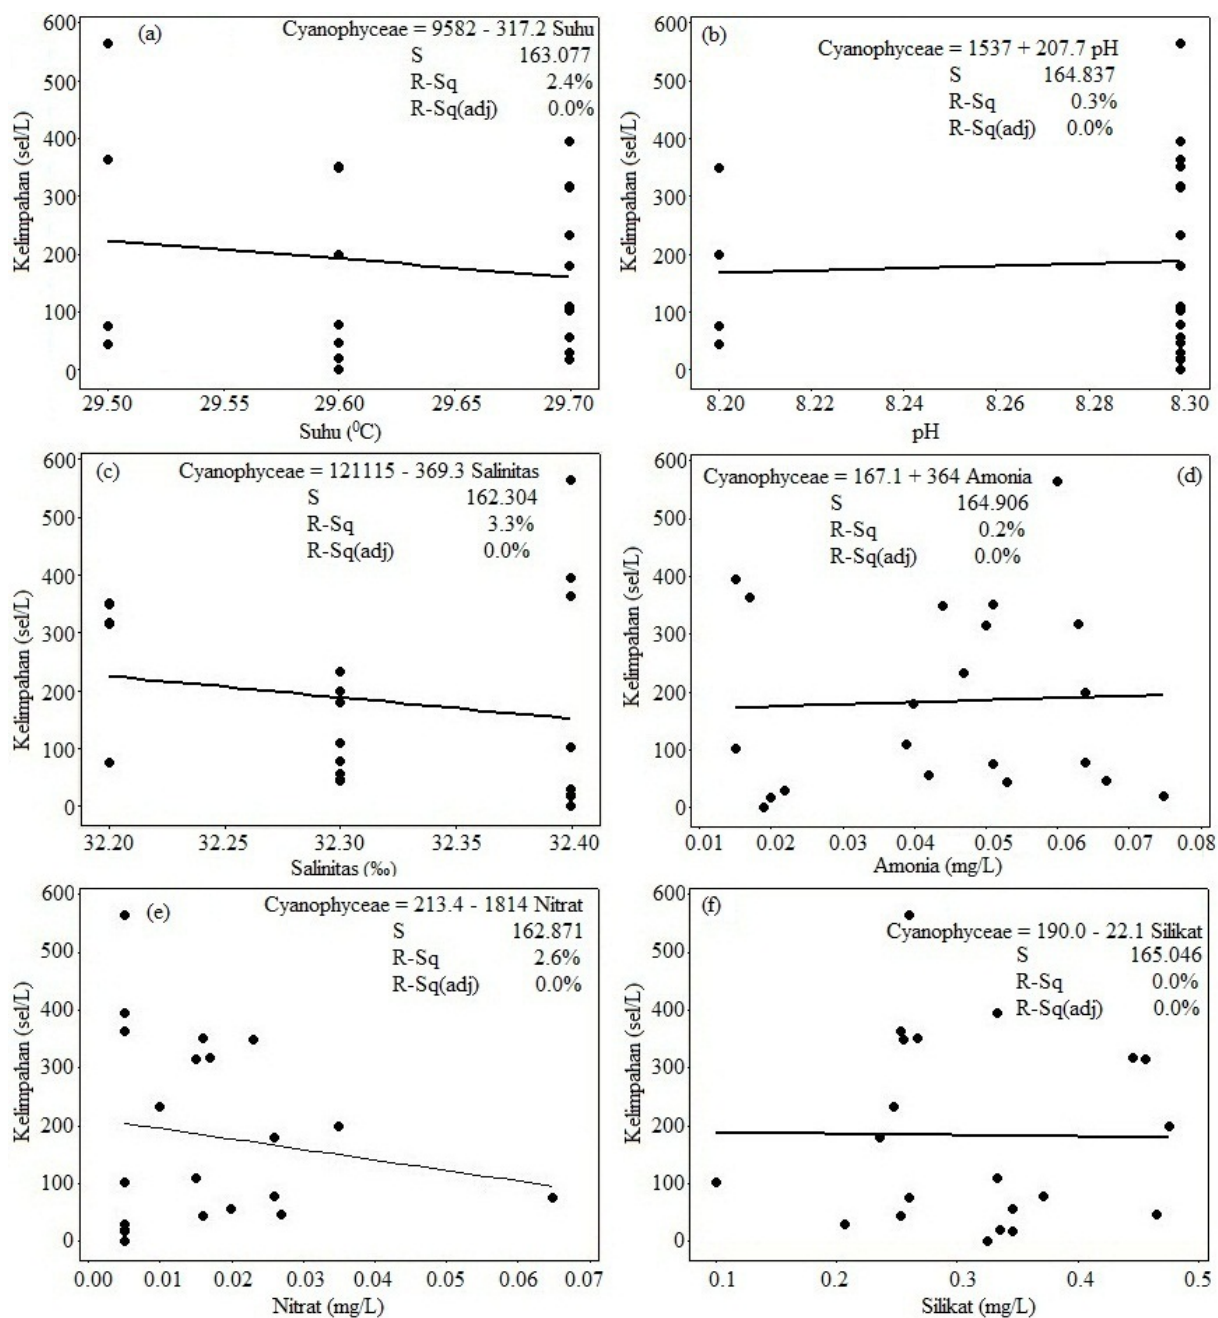 (a)
Cyanophyceae = 9582 - 317.2 Suhu
S 163.077
R-Sq 2.4%
R-Sq(adj) 0.0%
Kelimpahan (sel/L)
600
500
400
300
200
100
0
29.50 29.55 29.60 29.65 29.70
Suhu (⁰C)
(b)
Cyanophyceae = 1537 + 207.7 pH
S 164.837
R-Sq 0.3%
R-Sq(adj) 0.0%
Kelimpahan (sel/L)
600
500
400
300
200
100
0
8.20 8.22 8.24 8.26 8.28 8.30
pH
(c)
Cyanophyceae = 121115 - 369.3 Salinitas
S 162.304
R-Sq 3.3%
R-Sq(adj) 0.0%
Kelimpahan (sel/L)
600
500
400
300
200
100
0
32.20 32.25 32.30 32.35 32.40
Salinitas (‰)
(d)
Cyanophyceae = 167.1 + 364 Amonia
S 164.906
R-Sq 0.2%
R-Sq(adj) 0.0%
Kelimpahan (sel/L)
600
500
400
300
200
100
0
0.01 0.02 0.03 0.04 0.05 0.06 0.07 0.08
Amonia (mg/L)
(e)
Cyanophyceae = 213.4 - 1814 Nitrat
S 162.871
R-Sq 2.6%
R-Sq(adj) 0.0%
Kelimpahan (sel/L)
600
500
400
300
200
100
0
0.00 0.01 0.02 0.03 0.04 0.05 0.06 0.07
Nitrat (mg/L)
(f)
Cyanophyceae = 190.0 - 22.1 Silikat
S 165.046
R-Sq 0.0%
R-Sq(adj) 0.0%
Kelimpahan (sel/L)
600
500
400
300
200
100
0
0.1 0.2 0.3 0.4 0.5
Silikat (mg/L)